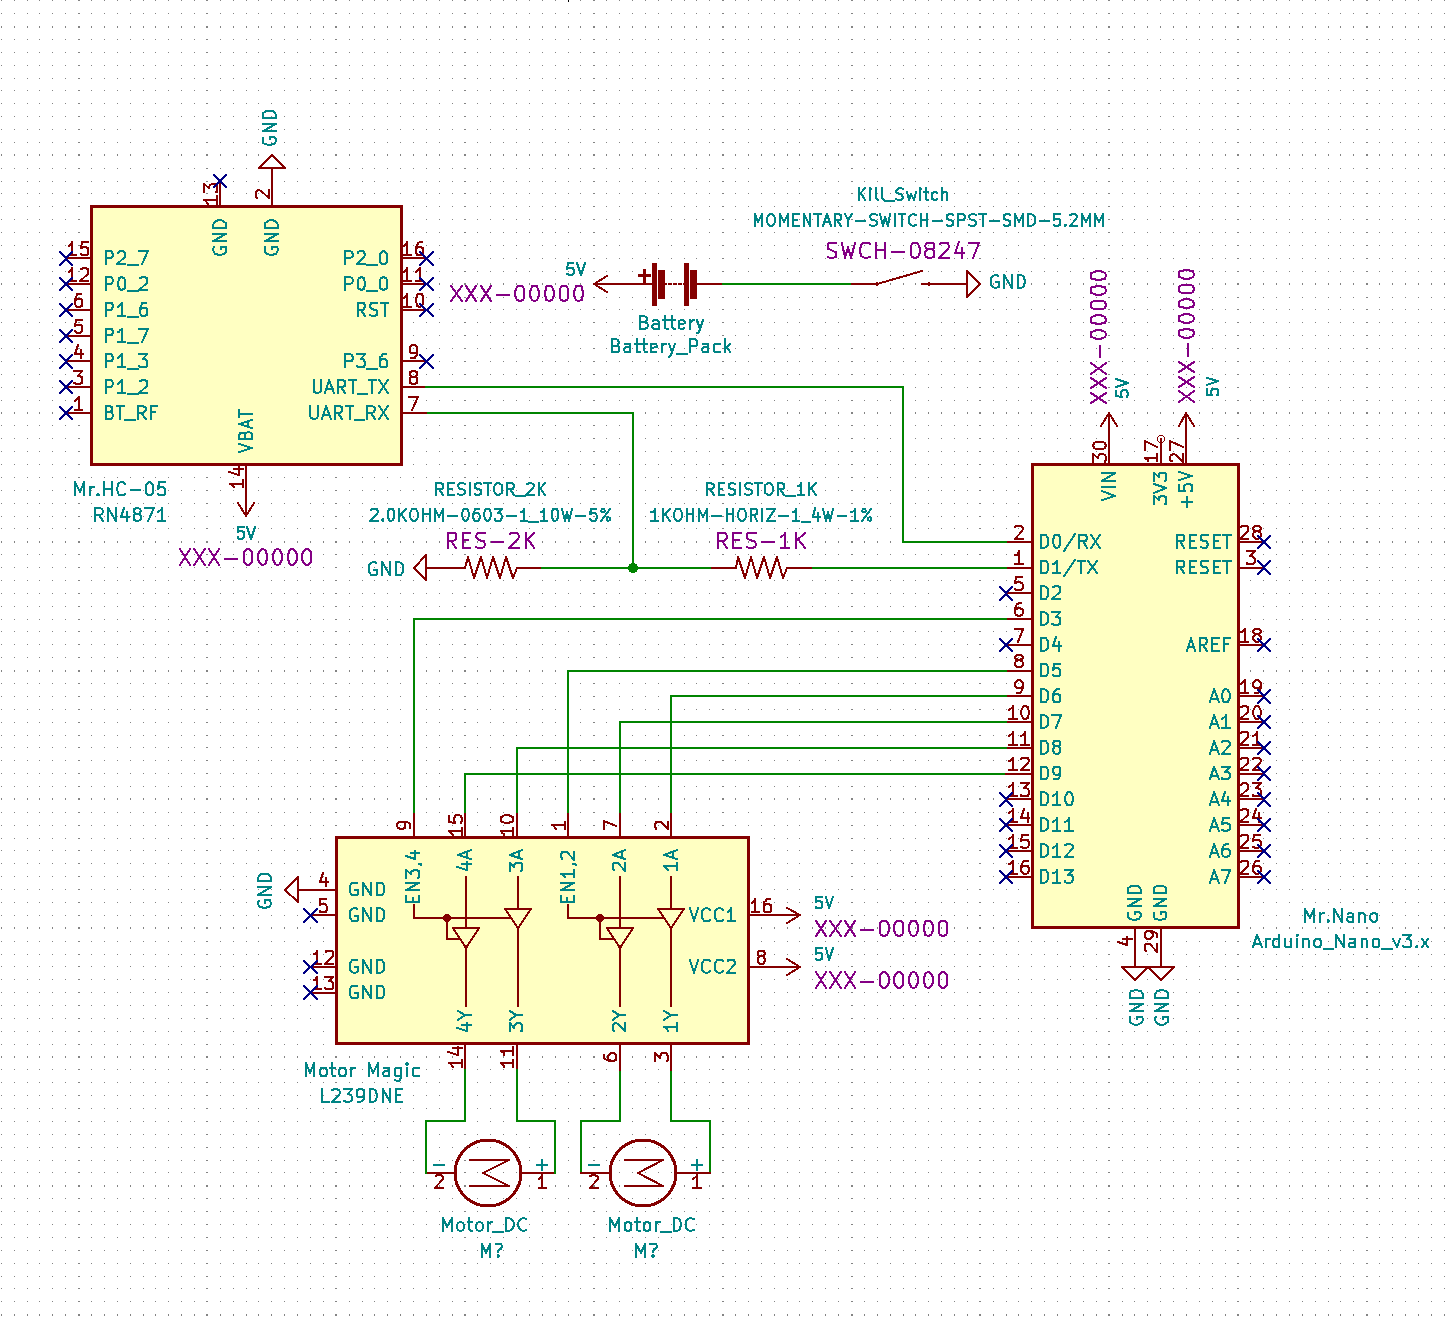 GND
13
2
GND
GND
15
P2_7
12
P0_2
6
P1_6
5
P1_7
4
P1_3
3
P1_2
1
BT_RF
P2_0
16
P0_0
11
RST
10
P3_6
9
UART_TX
8
UART_RX
7
VBAT
14
Mr.HC-05
RN4871
5V
XXX-00000
Kill_Switch
MOMENTARY-SWITCH-SPST-SMD-5.2MM
SWCH-08247
5V
XXX-00000
+
GND
Battery
Battery_Pack
RESISTOR_2K
2.0KOHM-0603-1_10W-5%
RES-2K
GND
RESISTOR_1K
1KOHM-HORIZ-1_4W-1%
RES-1K
XXX-00000
5V
XXX-00000
5V
30
17
27
VIN
3V3
+5V
2
D0/RX
1
D1/TX
5
D2
6
D3
7
D4
8
D5
9
D6
10
D7
11
D8
12
D9
13
D10
14
D11
15
D12
16
D13
RESET
28
RESET
3
AREF
18
A0
19
A1
20
A2
21
A3
22
A4
23
A5
24
A6
25
A7
26
GND
GND
4
29
GND
GND
Mr.Nano
Arduino_Nano_v3.x
9
15
10
1
7
2
EN3,4
4A
3A
EN1,2
2A
1A
GND
4
GND
5
GND
12
GND
13
GND
VCC1
16
5V
XXX-00000
VCC2
8
5V
XXX-00000
4Y
3Y
2Y
1Y
14
11
6
3
Motor Magic
L239DNE
-
2
+
1
Motor_DC
M?
-
2
+
1
Motor_DC
M?